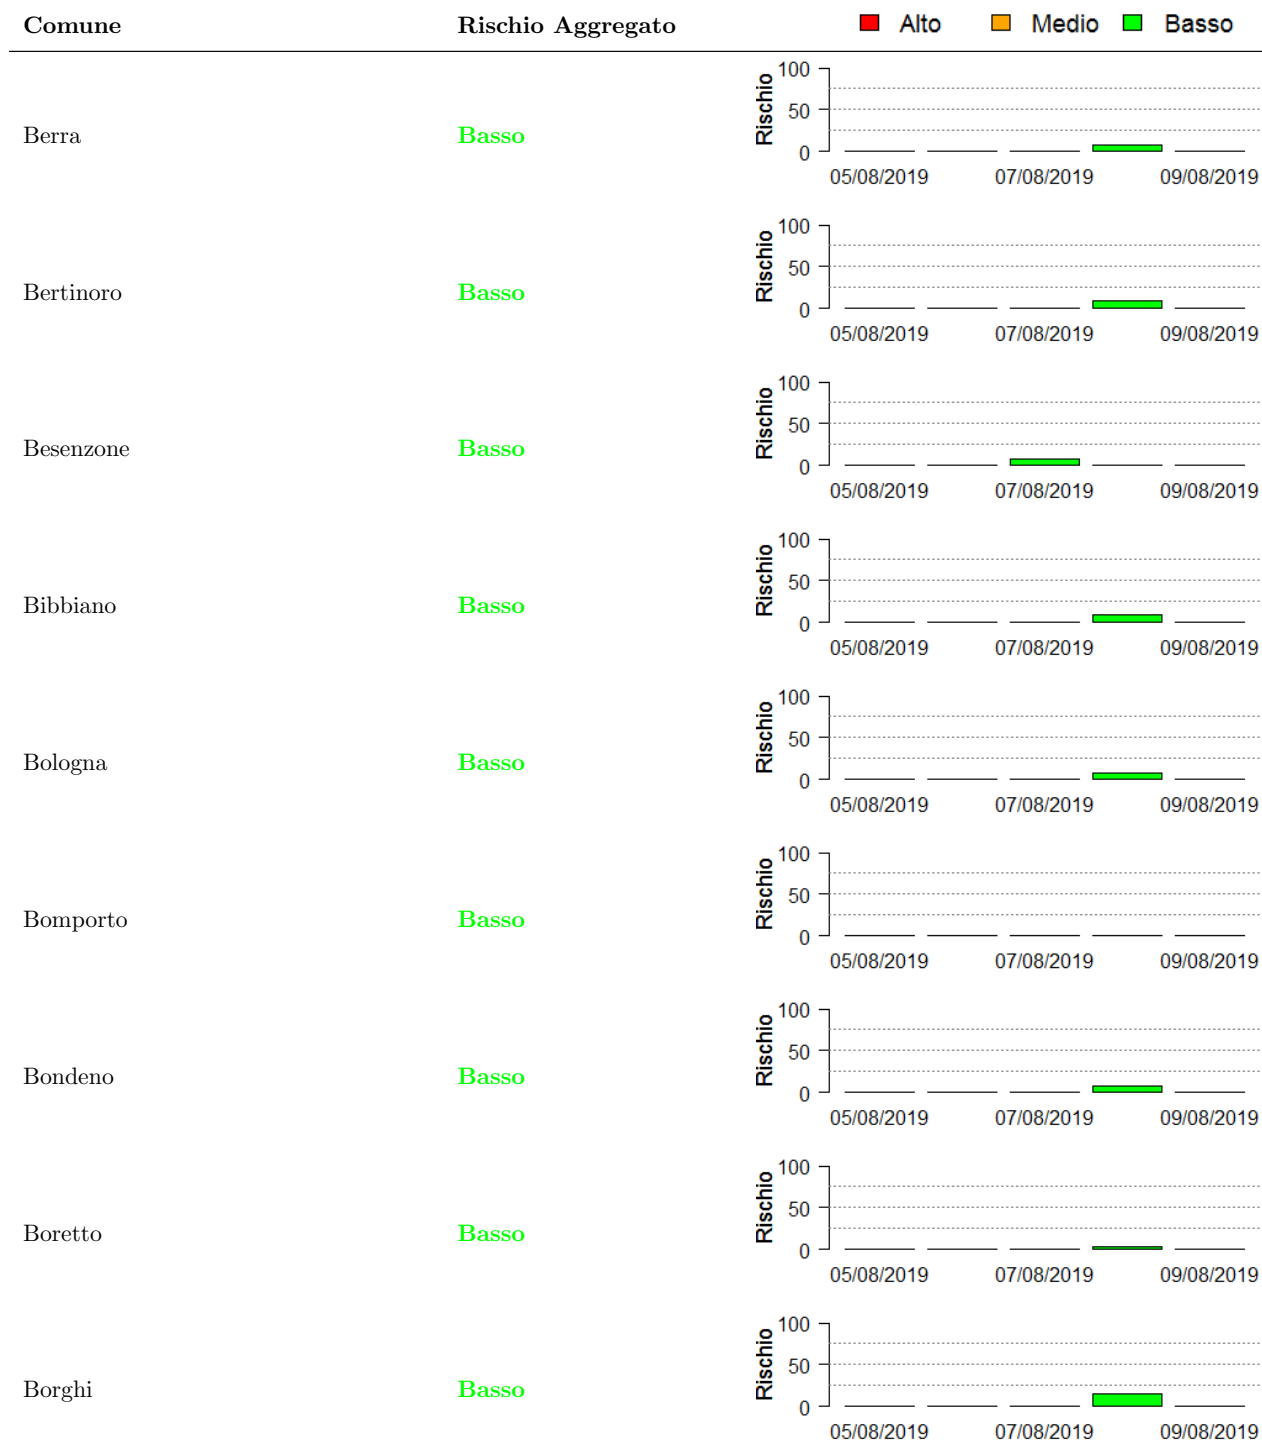 Comune Rischio Aggregato Alto Medio Basso
Berra Basso Rischio 100 50 0
05/08/2019 07/08/2019 09/08/2019
Bertinoro Basso Rischio 100 50 0
05/08/2019 07/08/2019 09/08/2019
Besenzone Basso Rischio 100 50 0
05/08/2019 07/08/2019 09/08/2019
Bibbiano Basso Rischio 100 50 0
05/08/2019 07/08/2019 09/08/2019
Bologna Basso Rischio 100 50 0
05/08/2019 07/08/2019 09/08/2019
Bomporto Basso Rischio 100 50 0
05/08/2019 07/08/2019 09/08/2019
Bondeno Basso Rischio 100 50 0
05/08/2019 07/08/2019 09/08/2019
Boretto Basso Rischio 100 50 0
05/08/2019 07/08/2019 09/08/2019
Borghi Basso Rischio 100 50 0
05/08/2019 07/08/2019 09/08/2019